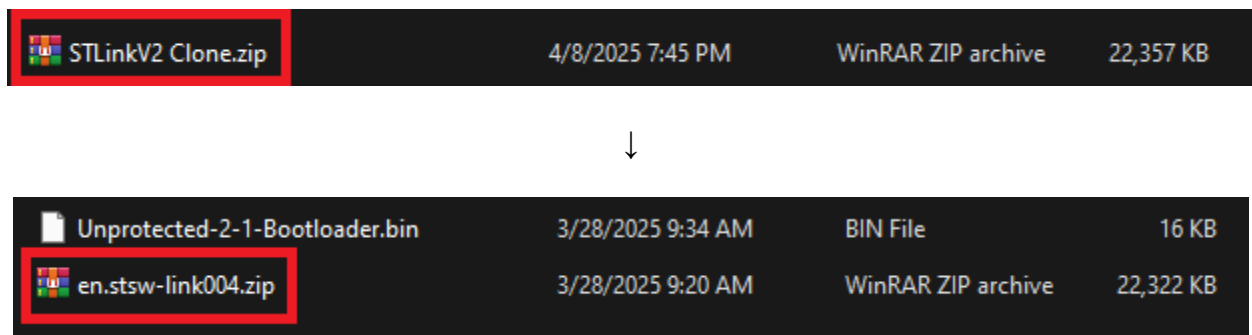 STLinkV2 Clone.zip 4/8/2025 7:45 PM WinRAR ZIP archive 22,357 KB
↓
Unprotected-2-1-Bootloader.bin 3/28/2025 9:34 AM BIN File 16 KB
en.stsw-link004.zip 3/28/2025 9:20 AM WinRAR ZIP archive 22,322 KB